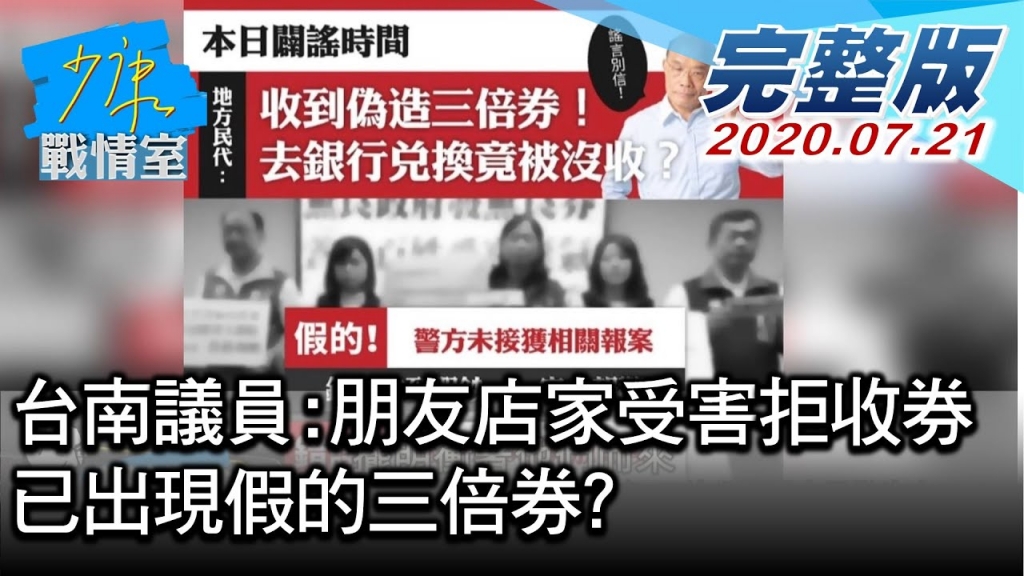 少康
戰情室
本日闢謠時間
謠言別信！
完整版
2020.07.21
地方民代：
收到偽造三倍券！
去銀行兌換竟被沒收？
假的！
警方未接獲相關報案
台南議員：朋友店家受害拒收券
已出現假的三倍券？